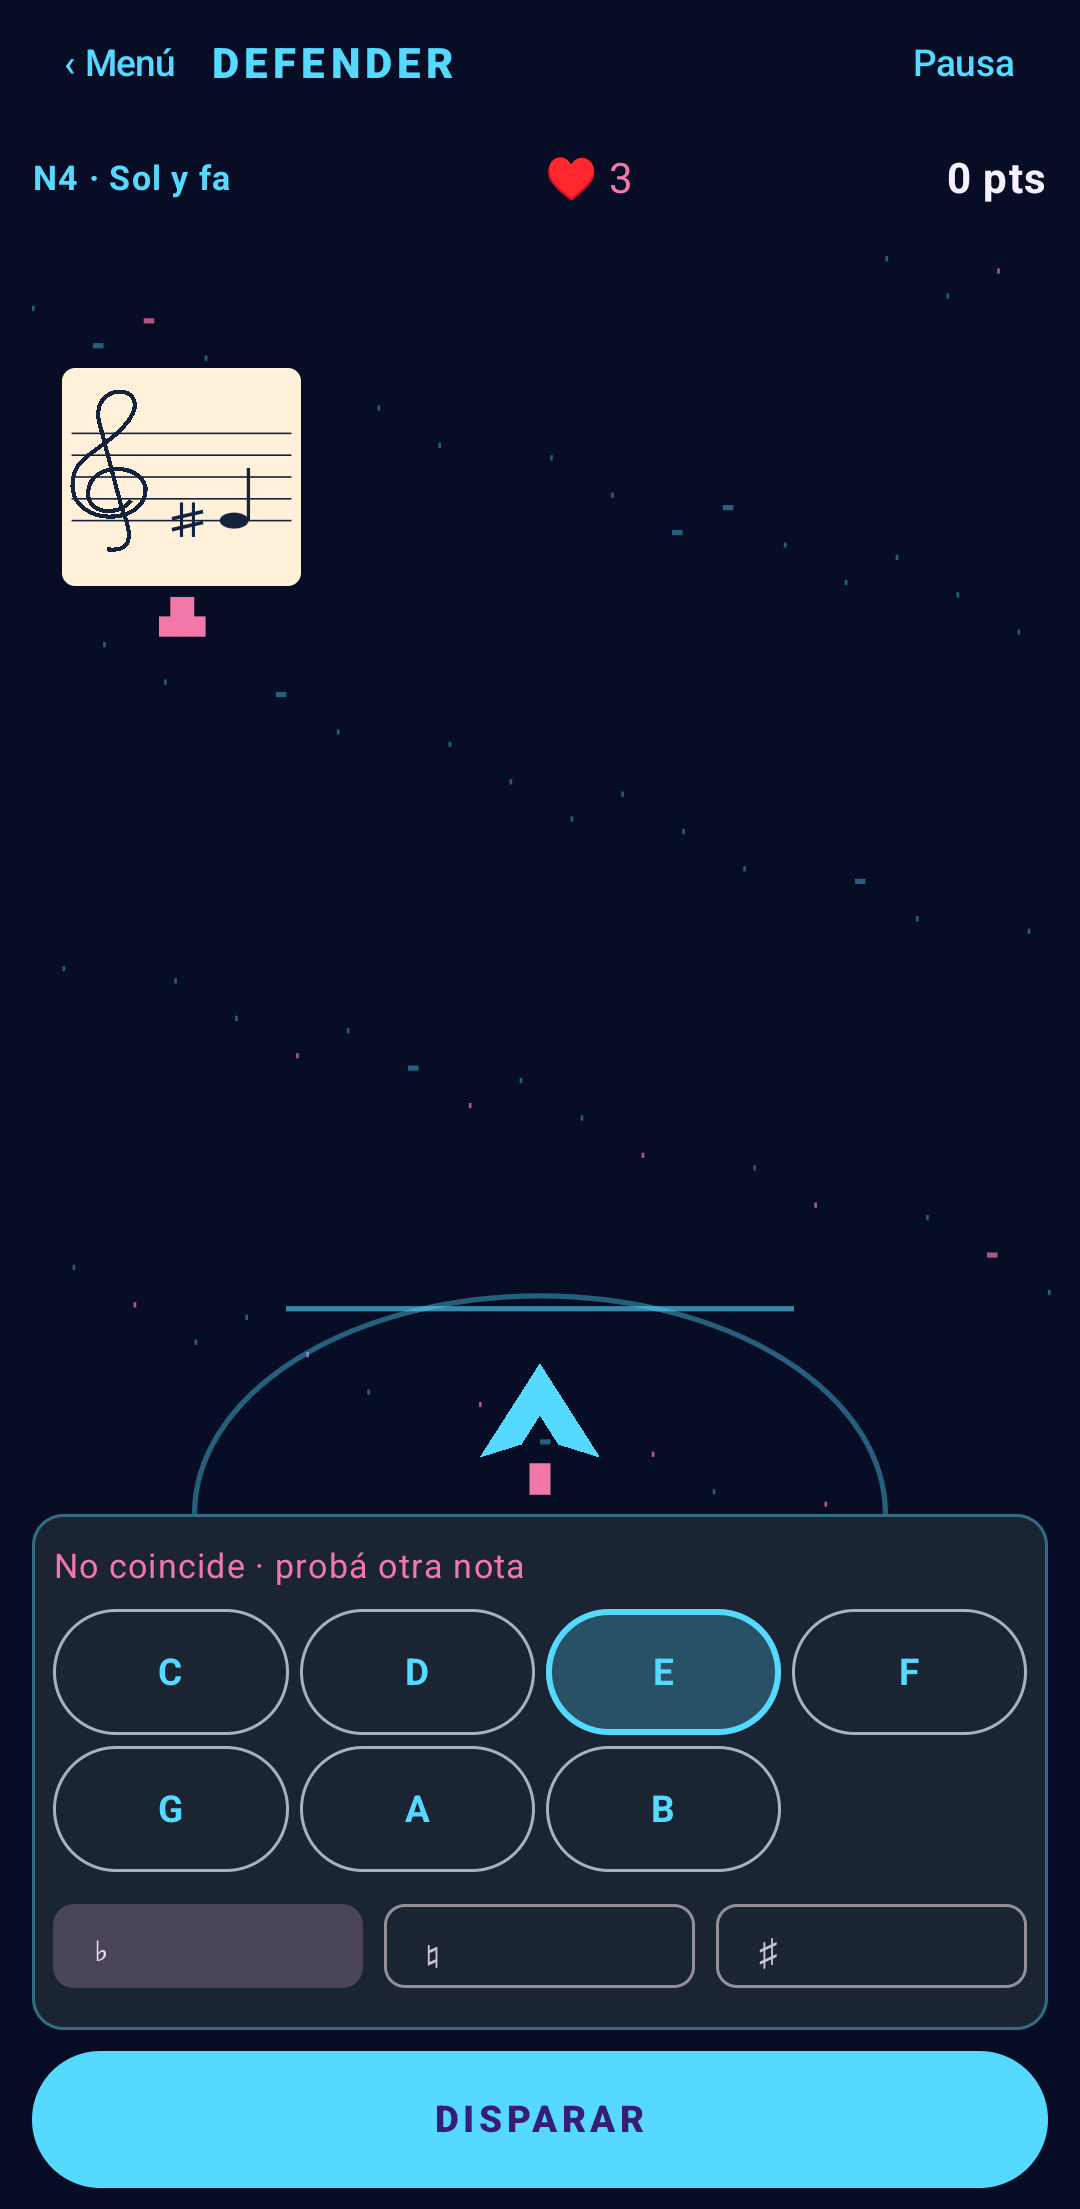 ‹ Menú DEFENDER Pausa
N4 · Sol y fa ❤️ 3 0 pts
No coincide · probá otra nota
C D E F
G A B
♭ ♮ ♯
DISPARAR